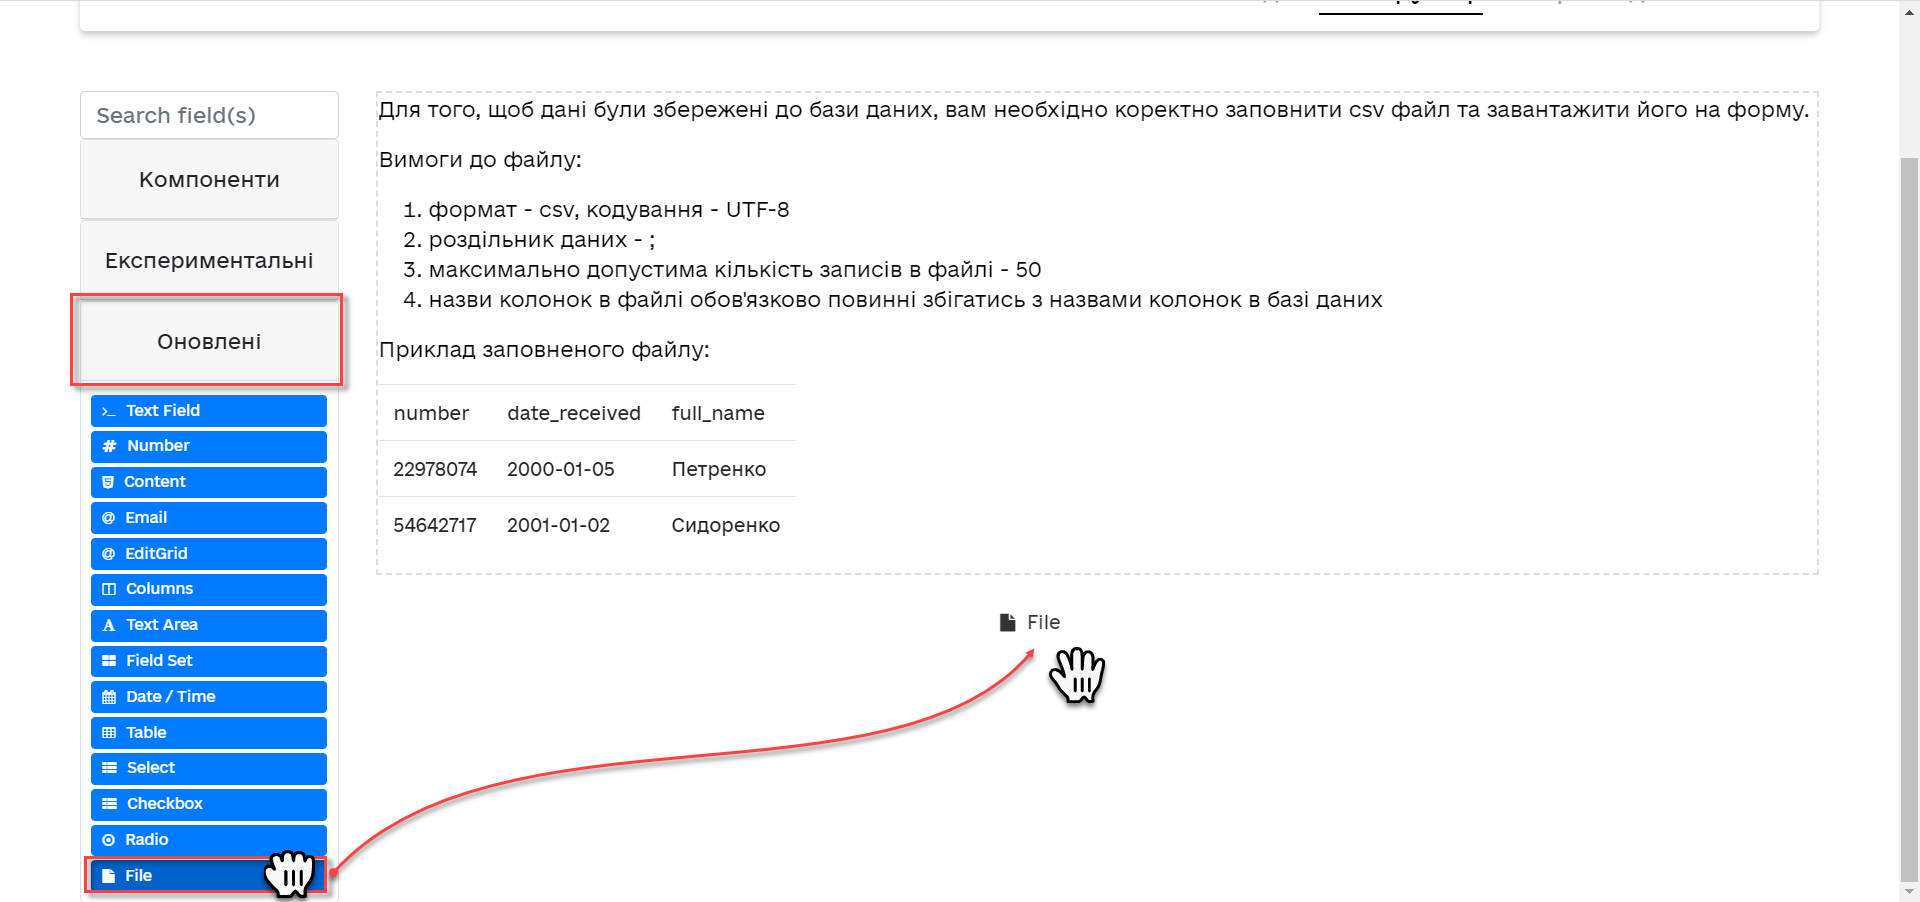 Search field(s)
Компоненти
Експериментальні
Оновлені
Text Field
Number
Content
Email
EditGrid
Columns
Text Area
Field Set
Date / Time
Table
Select
Checkbox
Radio
File
Для того, щоб дані були збережені до бази даних, вам необхідно коректно заповнити csv файл та завантажити його на форму.
Вимоги до файлу:
1. формат - csv, кодування - UTF-8
2. роздільник даних - ;
3. максимально допустима кількість записів в файлі - 50
4. назви колонок в файлі обов'язково повинні збігатись з назвами колонок в базі даних
Приклад заповненого файлу:
number date_received full_name
22978074 2000-01-05 Петренко
54642717 2001-01-02 Сидоренко
File